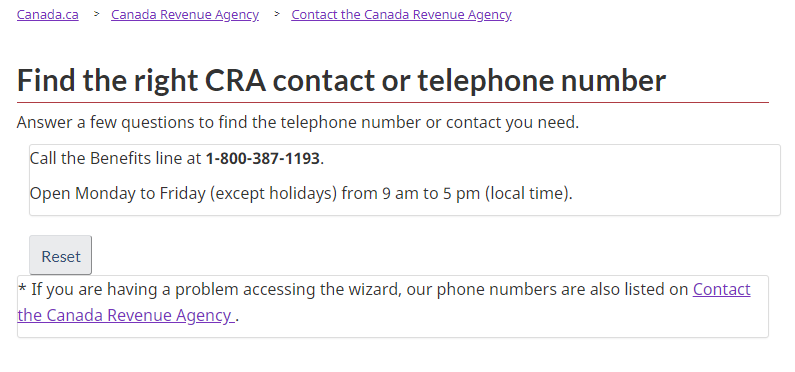 Canada.ca > Canada Revenue Agency > Contact the Canada Revenue Agency
Find the right CRA contact or telephone number
Answer a few questions to find the telephone number or contact you need.
Call the Benefits line at 1-800-387-1193.
Open Monday to Friday (except holidays) from 9 am to 5 pm (local time).
Reset
* If you are having a problem accessing the wizard, our phone numbers are also listed on Contact
the Canada Revenue Agency .